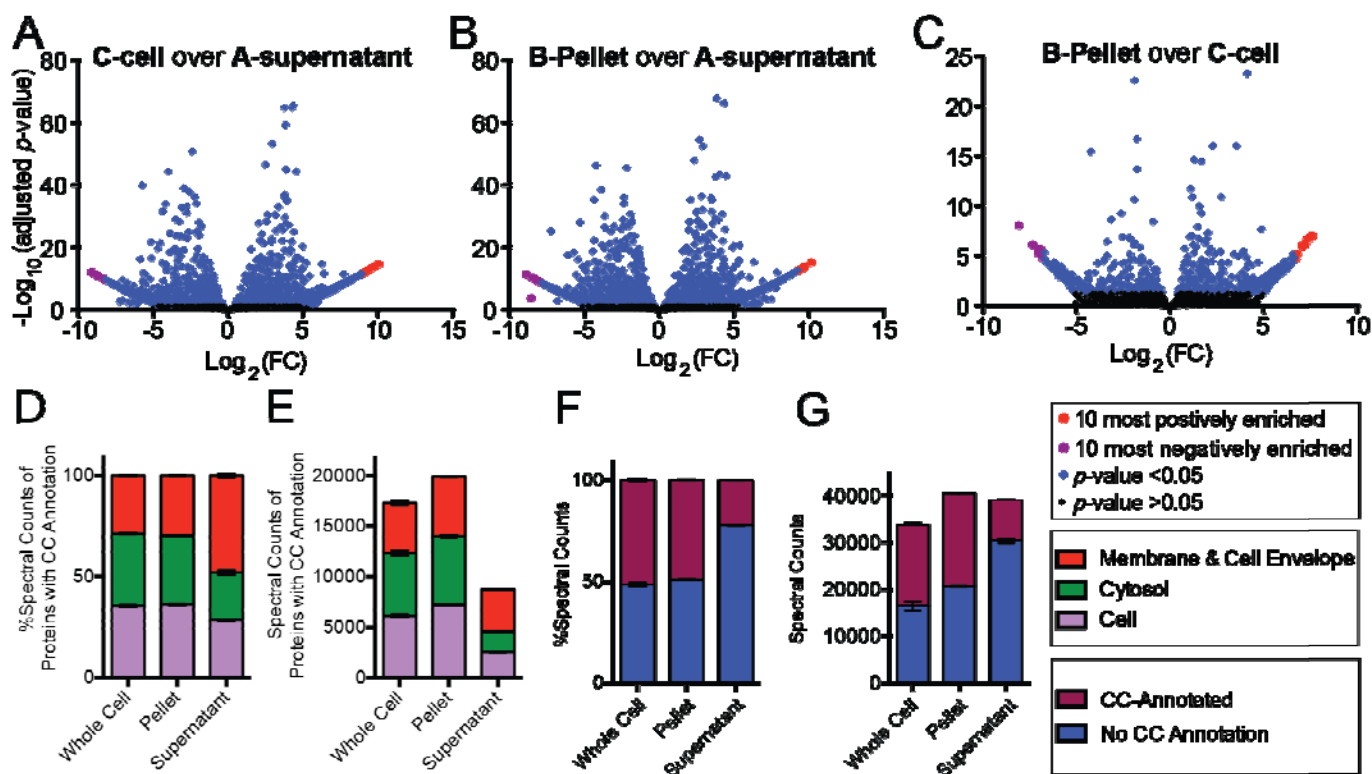 A
C-cell over A-supernatant
B
B-Pellet over A-supernatant
C
B-Pellet over C-cell
-Log10(adjusted p-value)
80
60
40
20
0
-10
-5
0
5
10
15
Log2(FC)
80
60
40
20
0
-10
-5
0
5
10
15
Log2(FC)
25
20
15
10
5
0
-10
-5
0
5
10
Log2(FC)
D
%Spectral Counts of
Proteins with CC Annotation
100
50
0
Whole Cell
Pellet
Supernatant
E
Spectral Counts of
Proteins with CC Annotation
20000
15000
10000
5000
0
Whole Cell
Pellet
Supernatant
F
%Spectral Counts
100
50
0
Whole Cell
Pellet
Supernatant
G
Spectral Counts
40000
30000
20000
10000
0
Whole Cell
Pellet
Supernatant
10 most postively enriched
10 most negatively enriched
p-value <0.05
p-value >0.05
Membrane & Cell Envelope
Cytosol
Cell
CC-Annotated
No CC Annotation